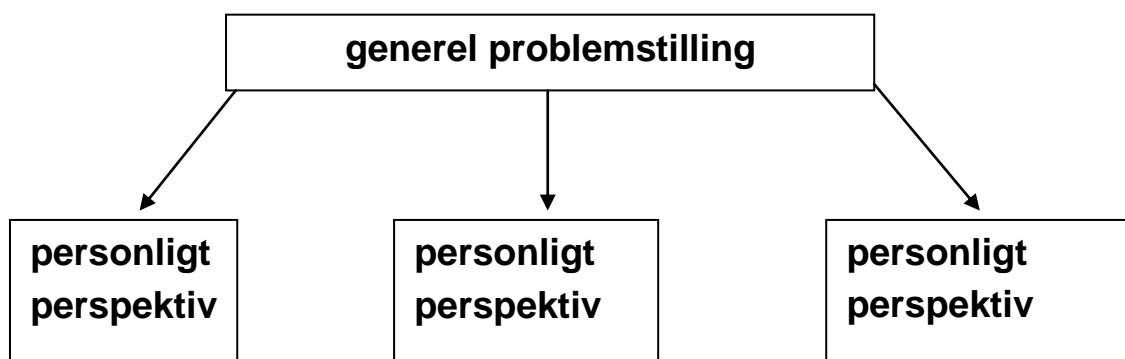 generel problemstilling
personligt
perspektiv
personligt
perspektiv
personligt
perspektiv